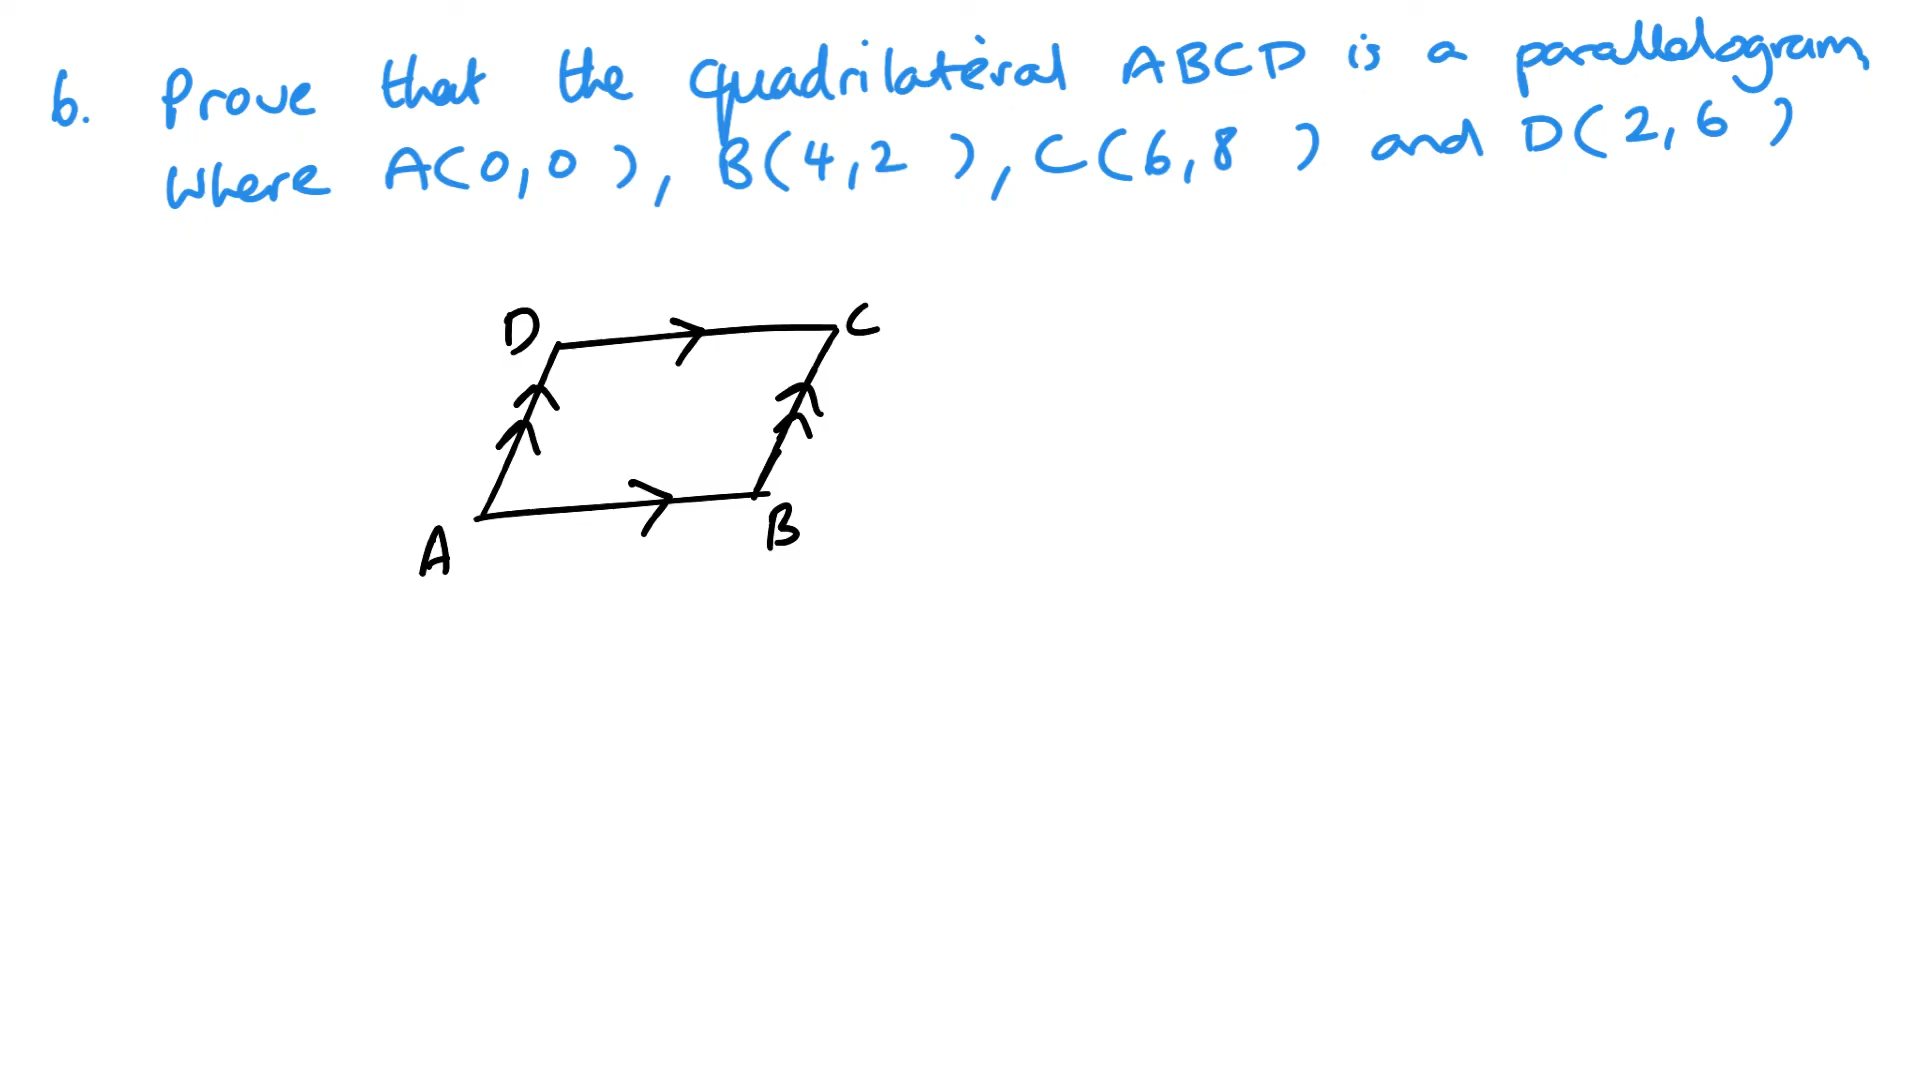 6. Prove that the quadrilateral ABCD is a parallelogram
where A(0,0), B(4,2), C(6,8) and D(2,6)
D C
A B